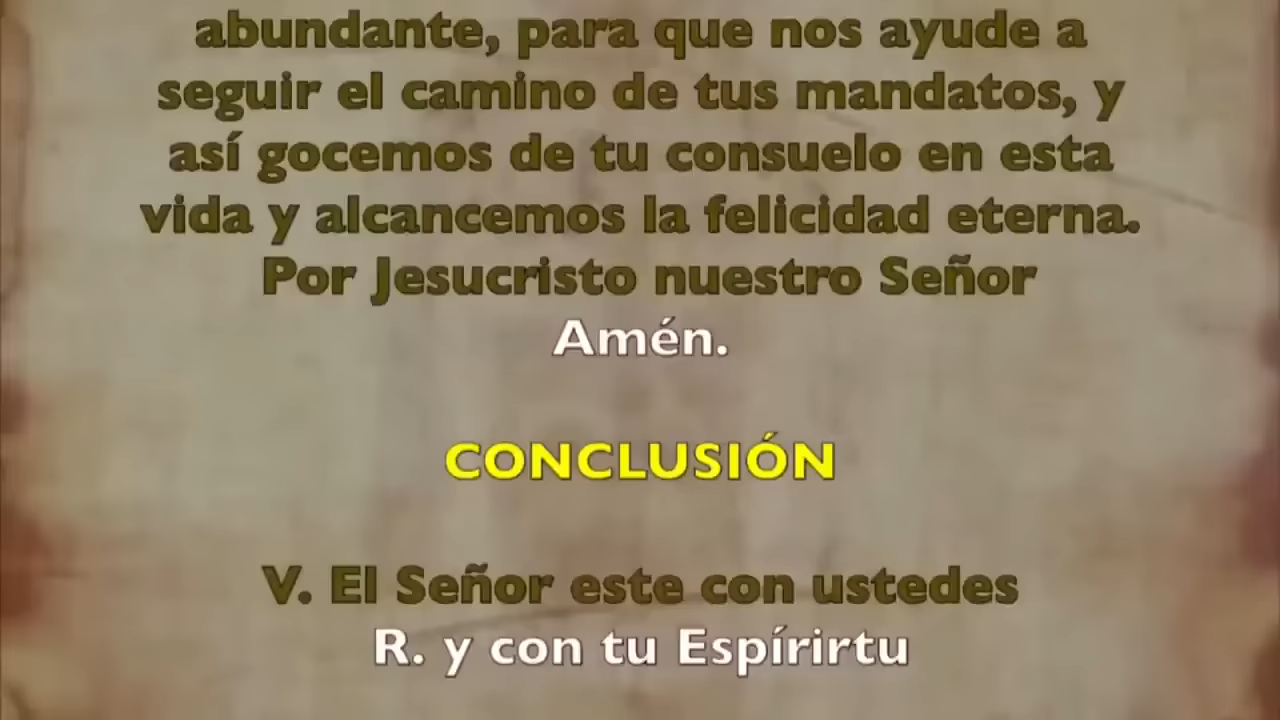 abundante, para que nos ayude a
seguir el camino de tus mandatos, y
así gocemos de tu consuelo en esta
vida y alcancemos la felicidad eterna.
Por Jesucristo nuestro Señor
Amén.
CONCLUSIÓN
V. El Señor este con ustedes
R. y con tu Espírirtu